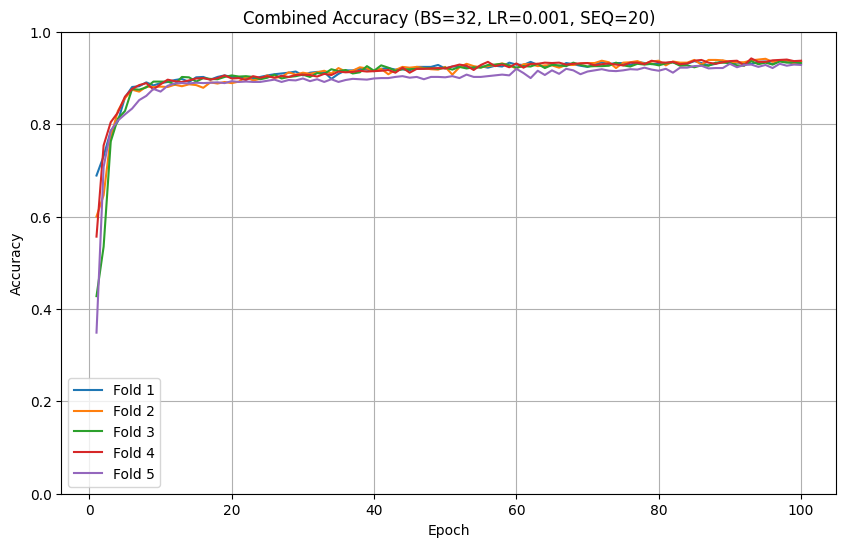 Combined Accuracy (BS=32, LR=0.001, SEQ=20)
1.0
0.8
0.6
0.4
0.2
0.0
Accuracy
Fold 1
Fold 2
Fold 3
Fold 4
Fold 5
0 20 40 60 80 100
Epoch